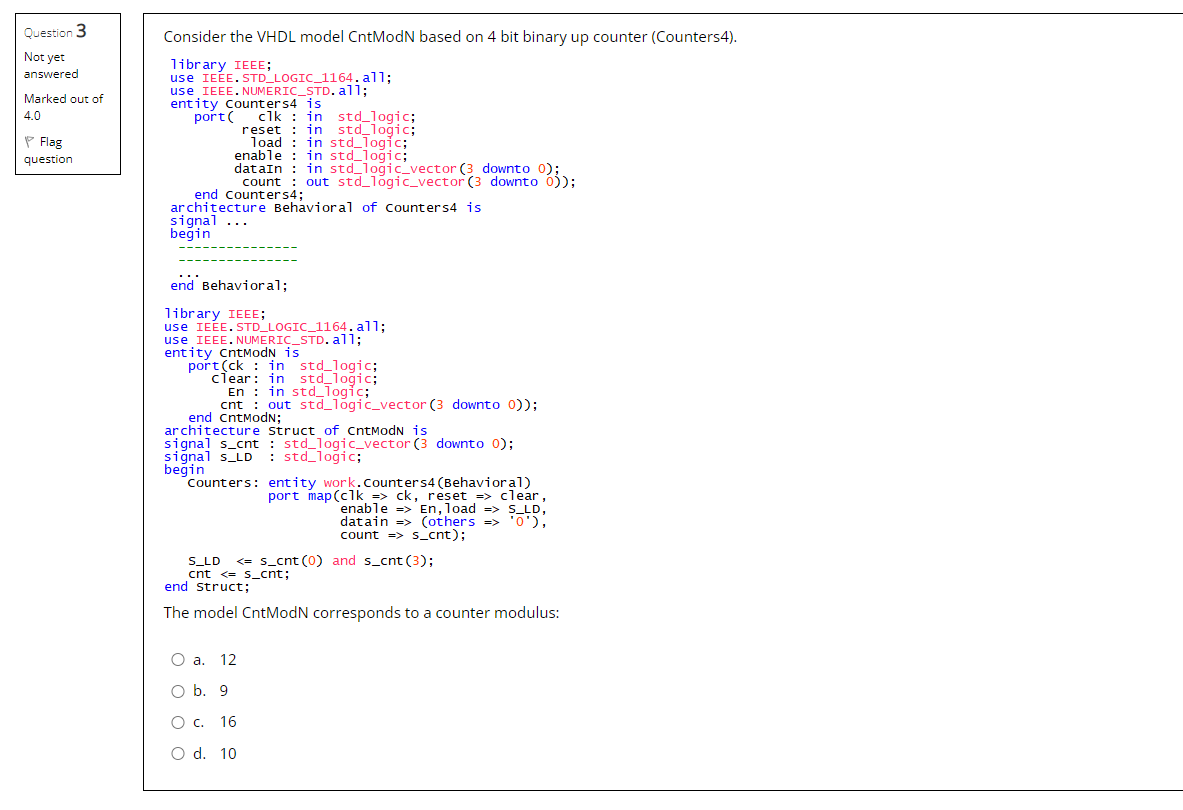 Question 3
Not yet
answered
Marked out of
4.0
Flag
question
Consider the VHDL model CntModN based on 4 bit binary up counter (Counters4).
library IEEE;
use IEEE.STD_LOGIC_1164.all;
use IEEE.NUMERIC_STD.all;
entity Counters4 is
port( clk : in std_logic;
reset : in std_logic;
load : in std_logic;
enable : in std_logic;
dataIn : in std_logic_vector(3 downto 0);
count : out std_logic_vector(3 downto 0));
end Counters4;
architecture Behavioral of Counters4 is
signal ...
begin
---------------
---------------
...
end Behavioral;
library IEEE;
use IEEE.STD_LOGIC_1164.all;
use IEEE.NUMERIC_STD.all;
entity CntModN is
port(ck : in std_logic;
Clear: in std_logic;
En : in std_logic;
cnt : out std_logic_vector(3 downto 0));
end CntModN;
architecture Struct of CntModN is
signal s_cnt : std_logic_vector(3 downto 0);
signal s_LD : std_logic;
begin
Counters: entity work.Counters4(Behavioral)
port map(clk => ck, reset => clear,
enable => En,load => S_LD,
datain => (others => '0'),
count => s_cnt);
S_LD <= s_cnt(0) and s_cnt(3);
cnt <= s_cnt;
end Struct;
The model CntModN corresponds to a counter modulus:
a. 12
b. 9
c. 16
d. 10